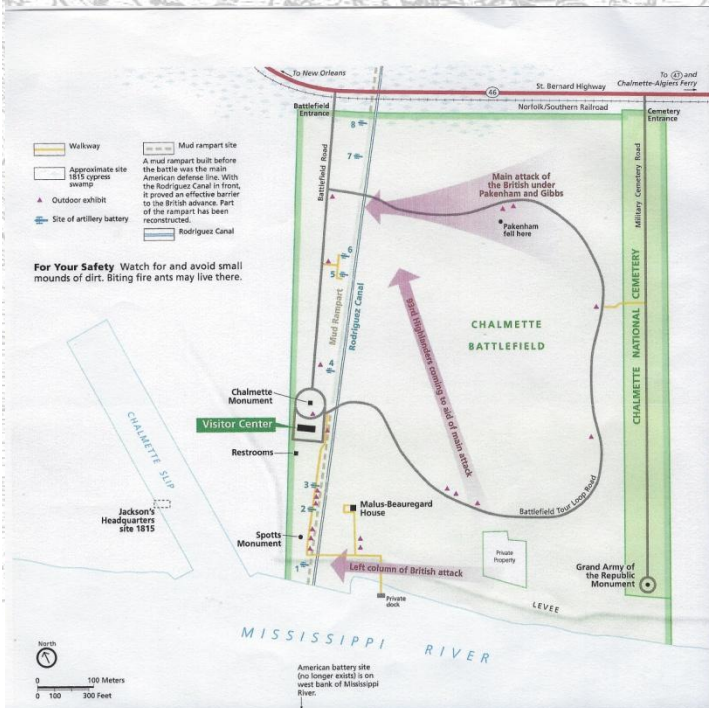 To New Orleans
To 47 and
Chalmette-Algiers Ferry
46
St. Bernard Highway
Norfolk/Southern Railroad
Battlefield
Entrance
Cemetery
Entrance
8
7
Walkway
Approximate site
1815 cypress
swamp
Outdoor exhibit
Site of artillery battery
Mud rampart site
A mud rampart built before
the battle was the main
American defense line. With
the Rodriguez Canal in front,
it proved an effective barrier
to the British advance. Part
of the rampart has been
reconstructed.
Rodriguez Canal
For Your Safety Watch for and avoid small
mounds of dirt. Biting fire ants may live there.
Battlefield Road
Military Cemetery Road
Main attack of
the British under
Pakenham and Gibbs
Pakenham
fell here
6
5
Mud Rampart
Rodriguez Canal
93rd Highlanders coming to aid of main attack
CHALMETTE
BATTLEFIELD
CHALMETTE NATIONAL CEMETERY
4
Chalmette
Monument
Visitor Center
Restrooms
CHALMETTE SLIP
Jackson's
Headquarters
site 1815
3
2
Malus-Beauregard
House
Battlefield Tour Loop Road
Spotts
Monument
1
Left column of British attack
Private
Property
Grand Army of
the Republic
Monument
Private
dock
LEVEE
MISSISSIPPI RIVER
North
0 100 Meters
0 100 300 Feet
American battery site
(no longer exists) is on
west bank of Mississippi
River.